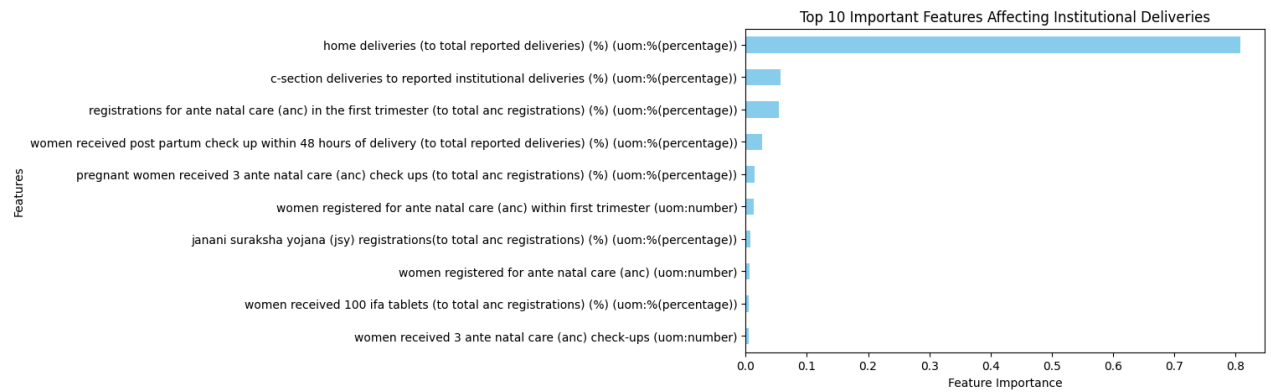 Top 10 Important Features Affecting Institutional Deliveries
home deliveries (to total reported deliveries) (%) (uom:%(percentage))
c-section deliveries to reported institutional deliveries (%) (uom:%(percentage))
registrations for ante natal care (anc) in the first trimester (to total anc registrations) (%) (uom:%(percentage))
women received post partum check up within 48 hours of delivery (to total reported deliveries) (%) (uom:%(percentage))
pregnant women received 3 ante natal care (anc) check ups (to total anc registrations) (%) (uom:%(percentage))
women registered for ante natal care (anc) within first trimester (uom:number)
janani suraksha yojana (jsy) registrations(to total anc registrations) (%) (uom:%(percentage))
women registered for ante natal care (anc) (uom:number)
women received 100 ifa tablets (to total anc registrations) (%) (uom:%(percentage))
women received 3 ante natal care (anc) check-ups (uom:number)
Features
0.0 0.1 0.2 0.3 0.4 0.5 0.6 0.7 0.8
Feature Importance